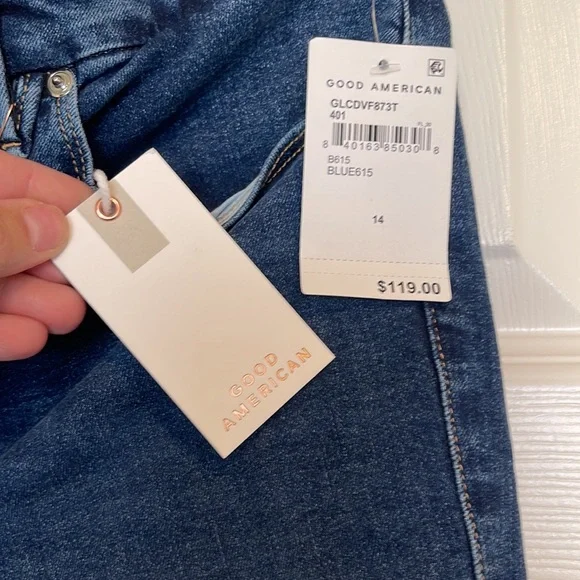 GOOD AMERICAN
GLCDVF873T
401
8 40163 85030 8
B615
BLUE615
14
$119.00
GOOD
AMERICAN